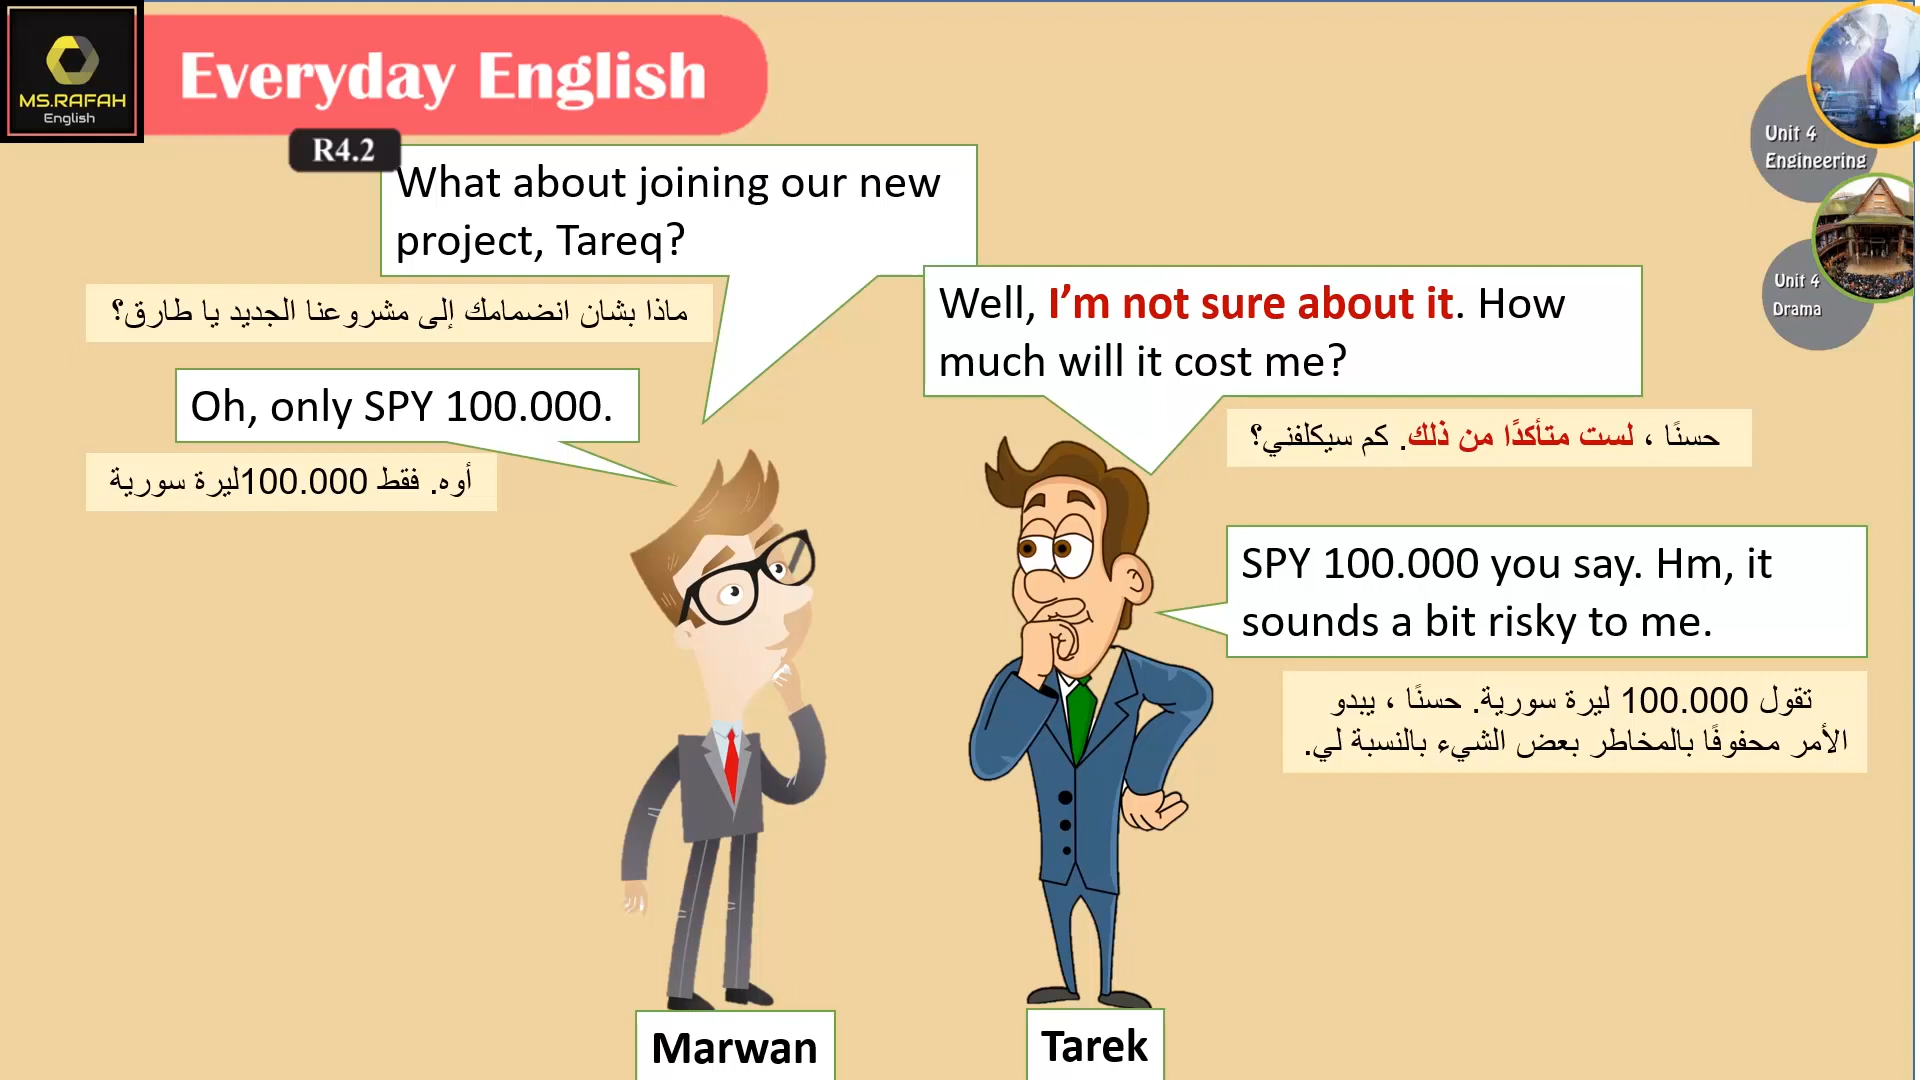 MS.RAFAH
English
Everyday English
R4.2
What about joining our new
project, Tareq?
ماذا بشان انضمامك إلى مشروعنا الجديد يا طارق؟
Well, I’m not sure about it. How
much will it cost me?
حسنًا ، لست متأكدًا من ذلك. كم سيكلفني؟
Oh, only SPY 100.000.
أوه. فقط 100.000ليرة سورية
SPY 100.000 you say. Hm, it
sounds a bit risky to me.
تقول 100.000 ليرة سورية. حسنًا ، يبدو
الأمر محفوفًا بالمخاطر بعض الشيء بالنسبة لي.
Marwan
Tarek
Unit 4
Engineering
Unit 4
Drama